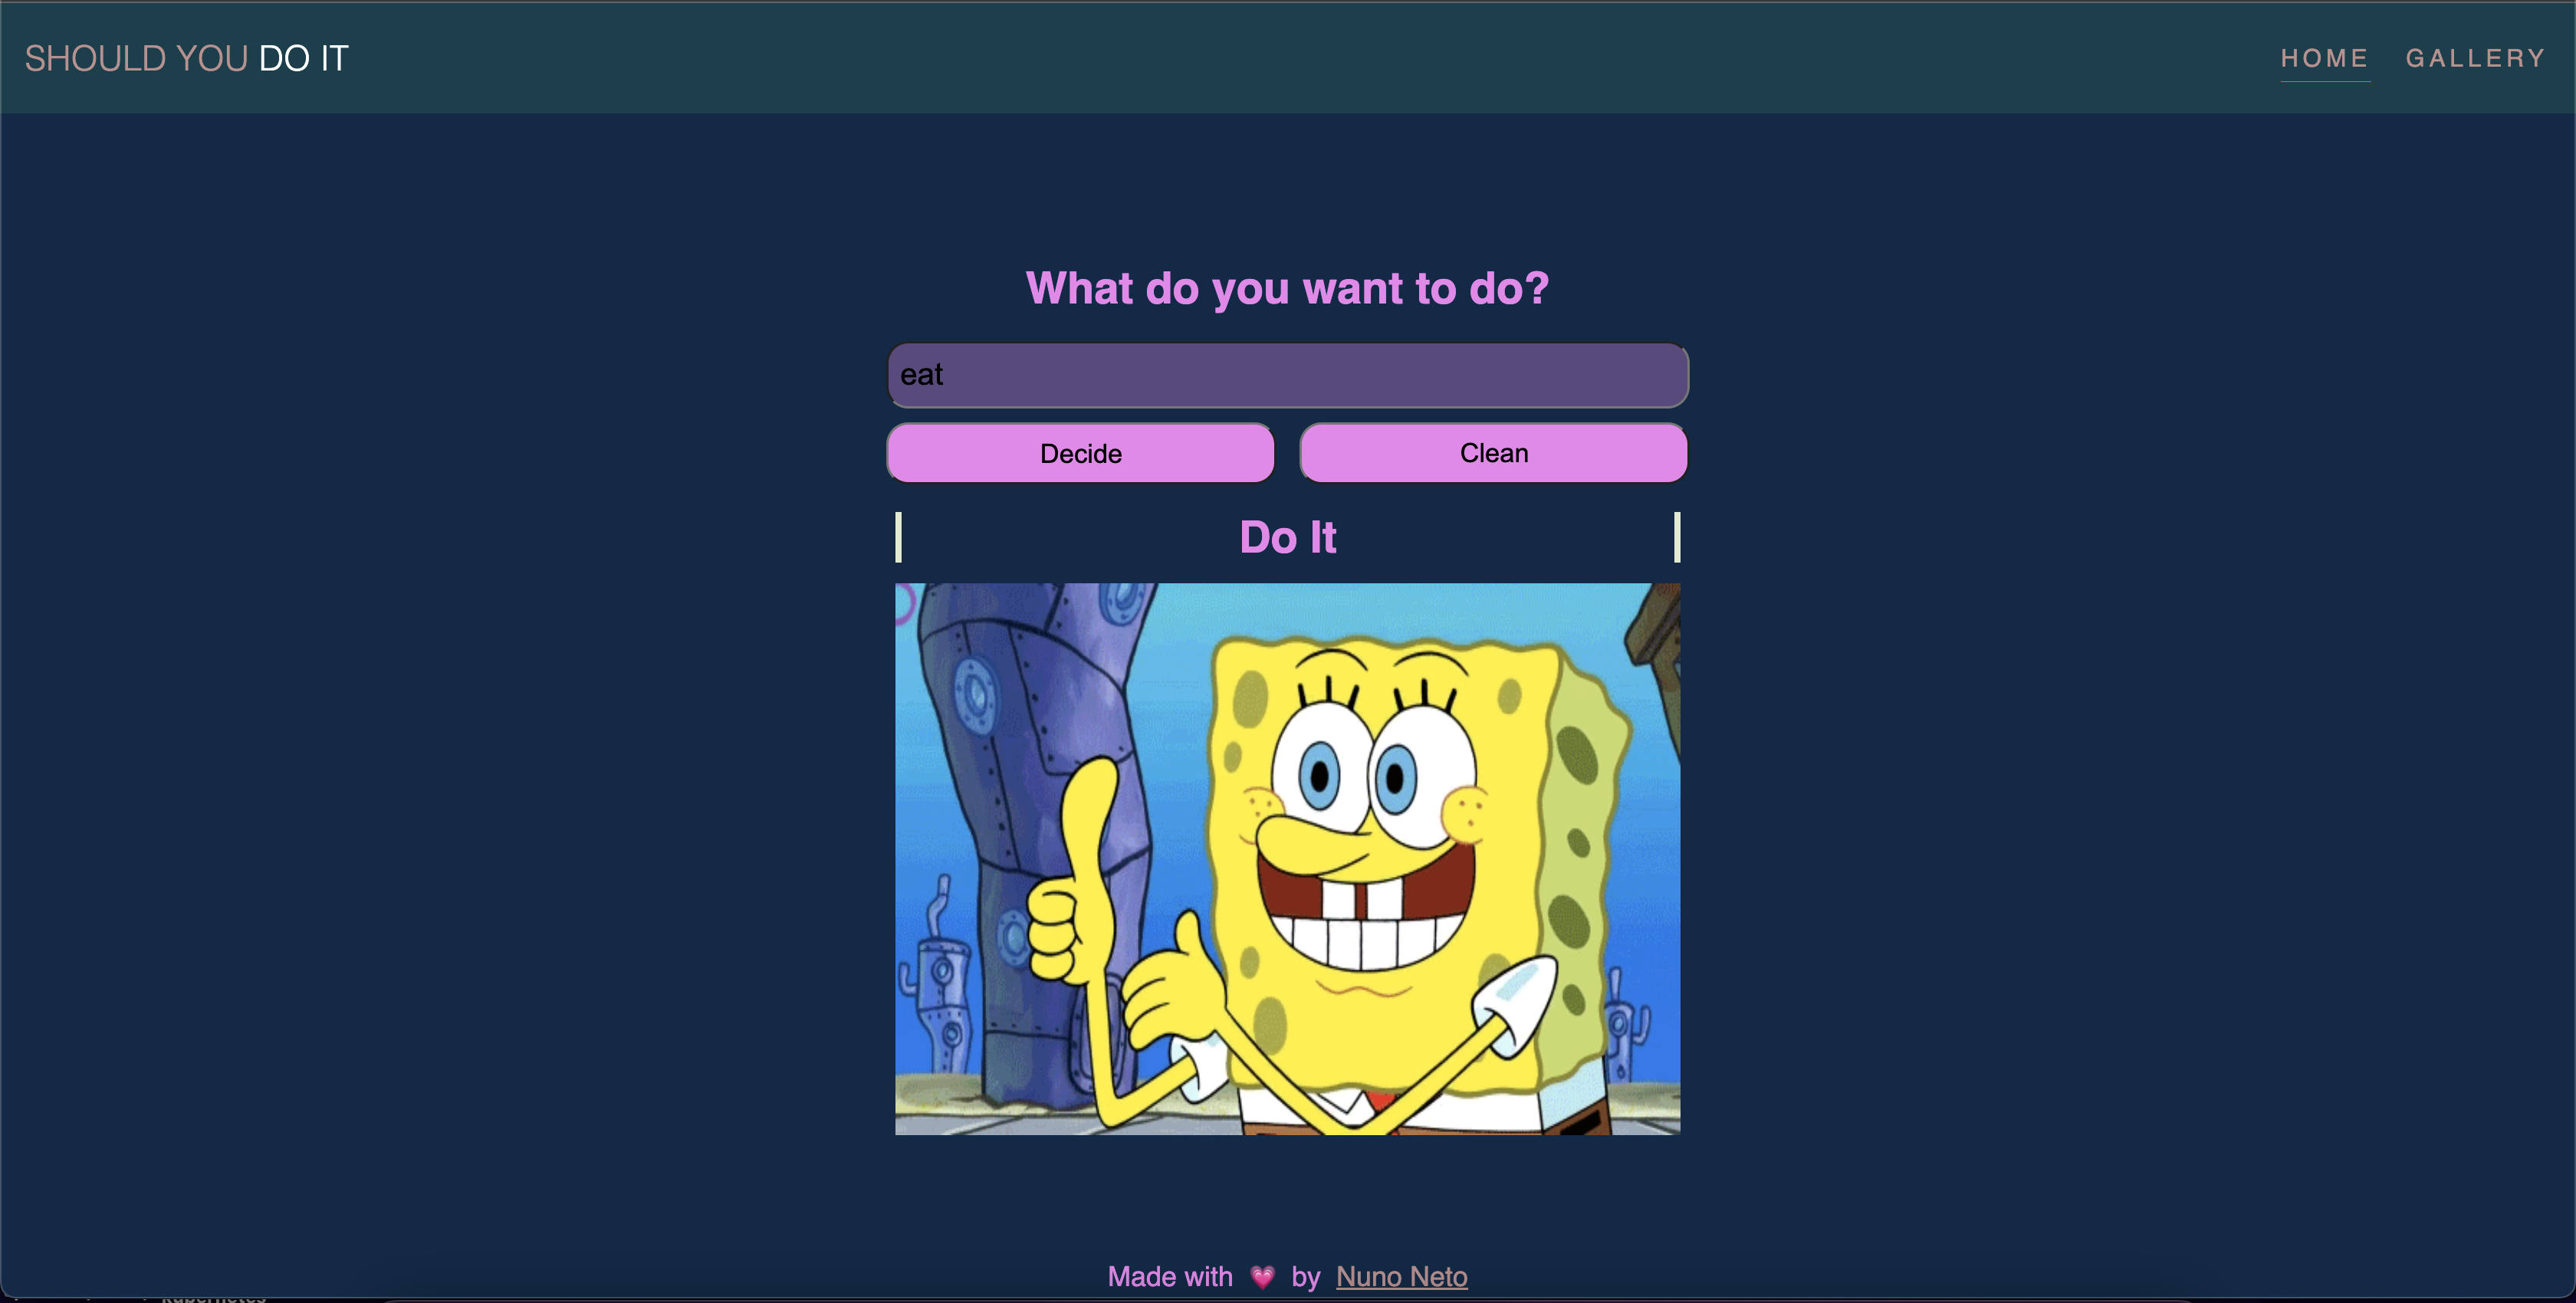 SHOULD YOU DO IT
HOME GALLERY
What do you want to do?
eat
Decide Clean
Do It
Made with 💗 by Nuno Neto